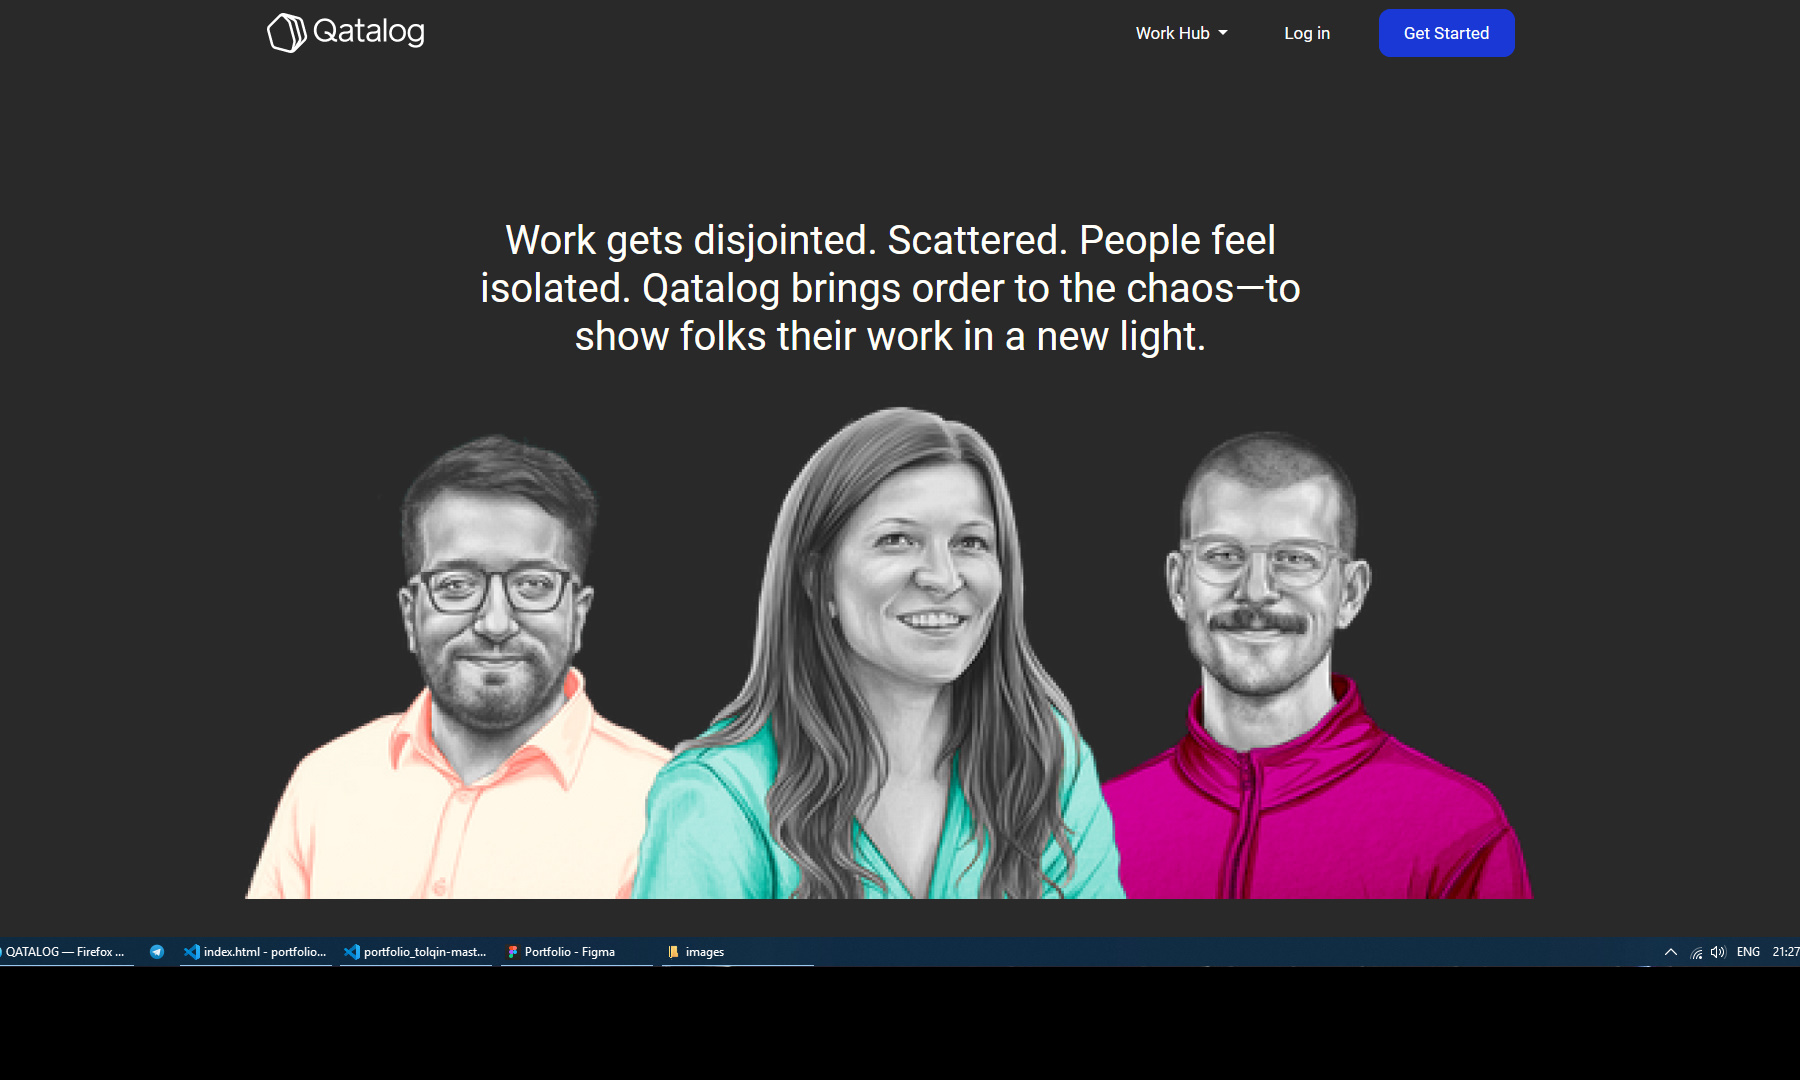 Qatalog
Work Hub
Log in
Get Started
Work gets disjointed. Scattered. People feel
isolated. Qatalog brings order to the chaos—to
show folks their work in a new light.
QATALOG — Firefox ...
index.html - portfolio...
portfolio_tolqin-mast...
Portfolio - Figma
images
ENG
21:27